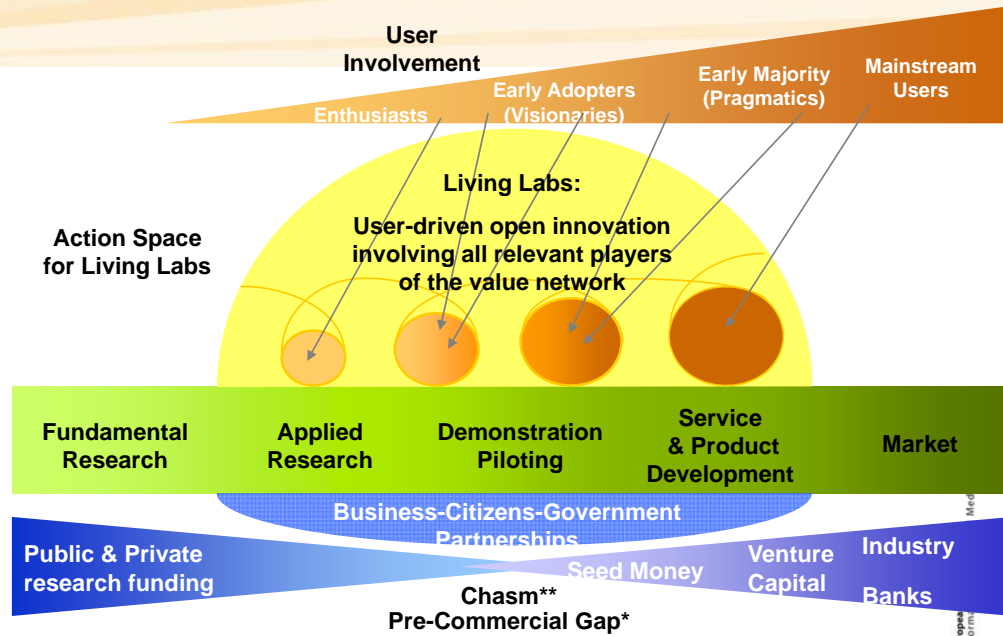 User
Involvement
Enthusiasts
Early Adopters
(Visionaries)
Early Majority
(Pragmatics)
Mainstream
Users
Living Labs:
User-driven open innovation
involving all relevant players
of the value network
Action Space
for Living Labs
Fundamental
Research
Applied
Research
Demonstration
Piloting
Service
& Product
Development
Market
Business-Citizens-Government
Partnerships
Public & Private
research funding
Seed Money
Venture
Capital
Industry
Banks
Chasm**
Pre-Commercial Gap*